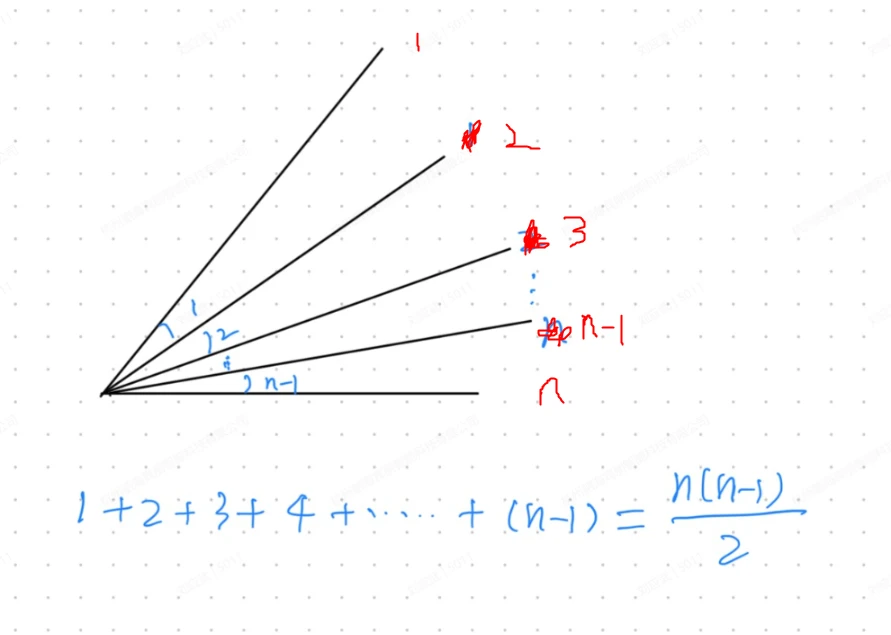 1
2
3
⋮
n-1
n
1
2
⋮
n-1
1+2+3+4+……+(n-1)=n(n-1)/2